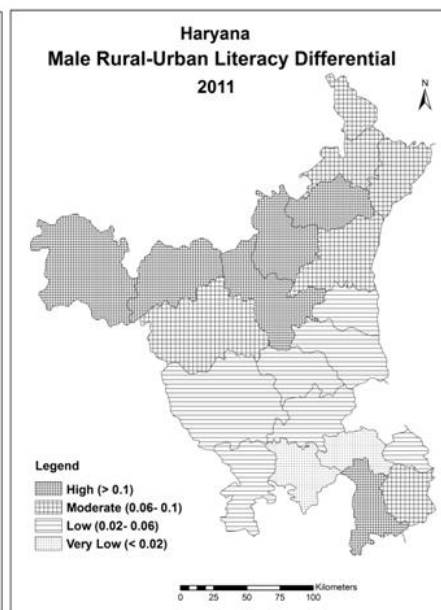 Haryana
Male Rural-Urban Literacy Differential
2011
N
Legend
High (> 0.1)
Moderate (0.06- 0.1)
Low (0.02- 0.06)
Very Low (< 0.02)
Kilometers
0 25 50 100